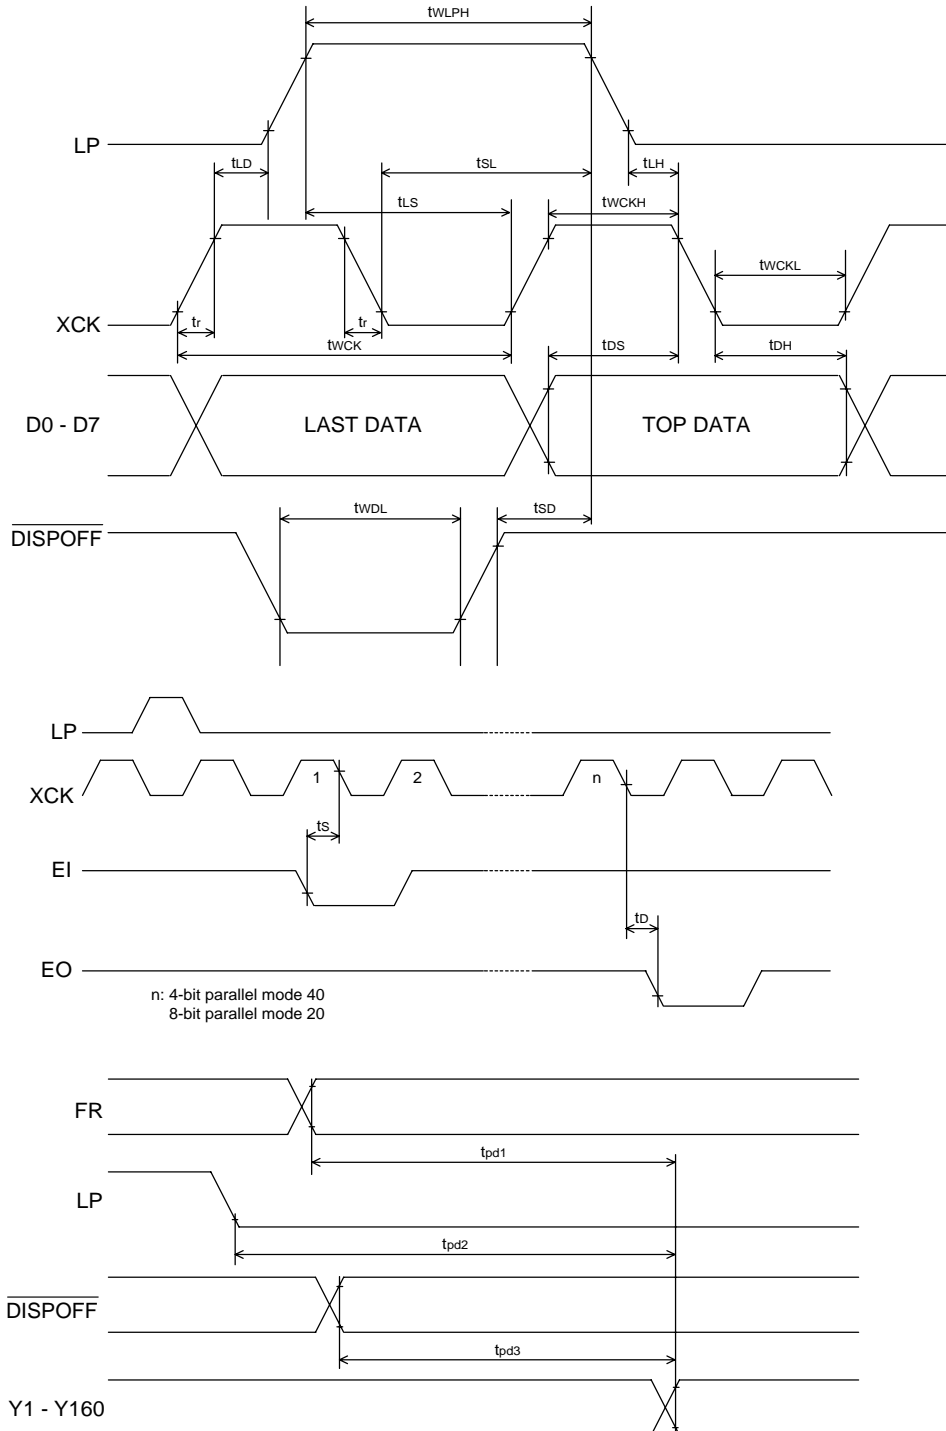 tWLPH
LP
tLD
tSL
tLH
tLS
tWCKH
tWCKL
XCK
tr
tr
tWCK
tDS
tDH
D0 - D7
LAST DATA
TOP DATA
tWDL
tSD
DISPOFF
LP
XCK
1
2
n
tS
EI
tD
EO
n: 4-bit parallel mode 40
8-bit parallel mode 20
FR
tpd1
LP
tpd2
DISPOFF
tpd3
Y1 - Y160